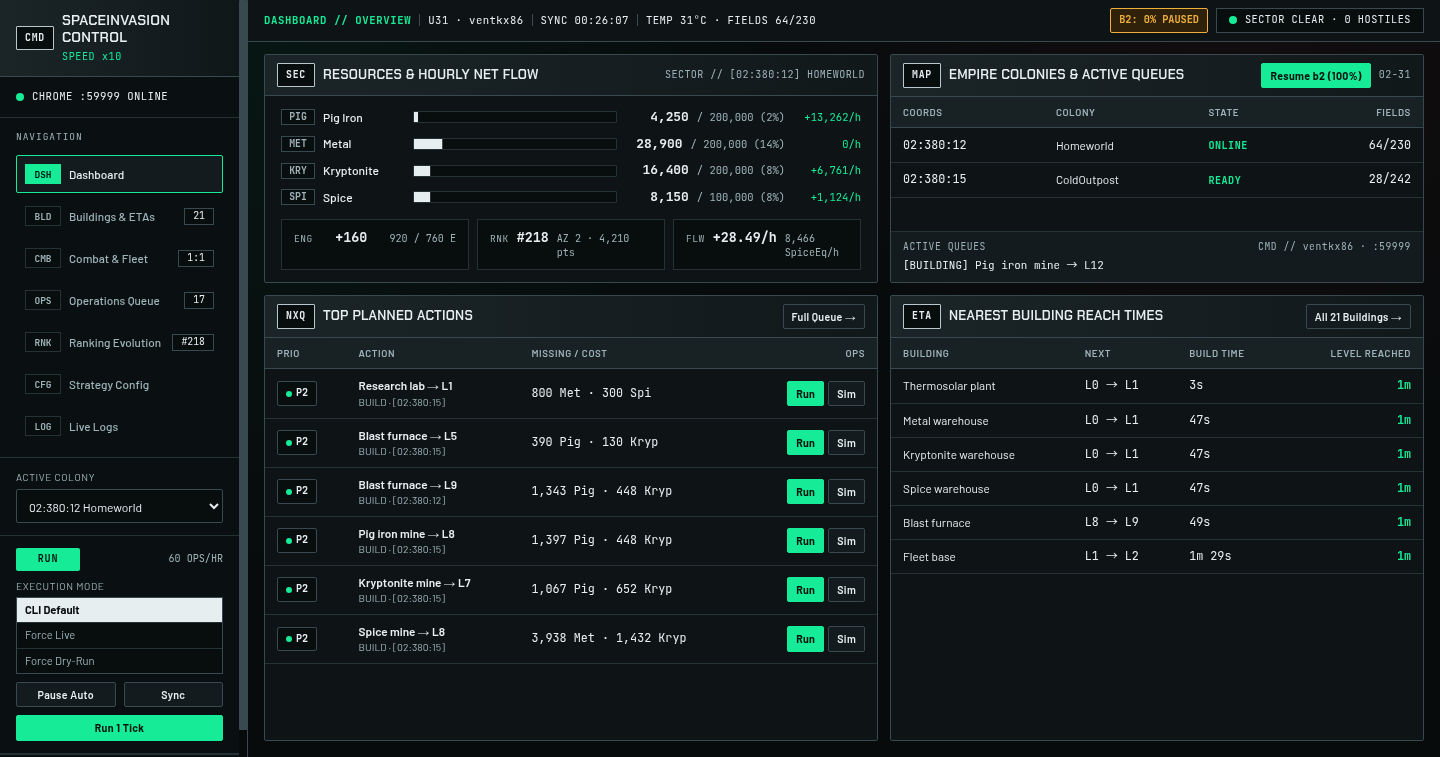 CMD
SPACEINVASION CONTROL
SPEED x10
CHROME :59999 ONLINE
NAVIGATION
DSH Dashboard
BLD Buildings & ETAs 21
CMB Combat & Fleet 1:1
OPS Operations Queue 17
RNK Ranking Evolution #218
CFG Strategy Config
LOG Live Logs
ACTIVE COLONY
02:380:12 Homeworld
RUN 60 OPS/HR
EXECUTION MODE
CLI Default
Force Live
Force Dry-Run
Pause Auto Sync
Run 1 Tick
DASHBOARD // OVERVIEW U31 · ventkx86 SYNC 00:26:07 TEMP 31°C · FIELDS 64/230
B2: 0% PAUSED SECTOR CLEAR · 0 HOSTILES
SEC RESOURCES & HOURLY NET FLOW SECTOR // [02:380:12] HOMEWORLD
PIG Pig Iron 4,250 / 200,000 (2%) +13,262/h
MET Metal 28,900 / 200,000 (14%) 0/h
KRY Kryptonite 16,400 / 200,000 (8%) +6,761/h
SPI Spice 8,150 / 100,000 (8%) +1,124/h
ENG +160 920 / 760 E
RNK #218 AZ 2 · 4,210 pts
FLW +28.49/h 8,466 SpiceEq/h
MAP EMPIRE COLONIES & ACTIVE QUEUES Resume b2 (100%) 02-31
COORDS COLONY STATE FIELDS
02:380:12 Homeworld ONLINE 64/230
02:380:15 ColdOutpost READY 28/242
ACTIVE QUEUES CMD // ventkx86 · :59999
[BUILDING] Pig iron mine → L12
NXQ TOP PLANNED ACTIONS Full Queue →
PRIO ACTION MISSING / COST OPS
P2 Research lab → L1 800 Met · 300 Spi Run Sim
BUILD · [02:380:15]
P2 Blast furnace → L5 390 Pig · 130 Kryp Run Sim
BUILD · [02:380:15]
P2 Blast furnace → L9 1,343 Pig · 448 Kryp Run Sim
BUILD · [02:380:12]
P2 Pig iron mine → L8 1,397 Pig · 448 Kryp Run Sim
BUILD · [02:380:15]
P2 Kryptonite mine → L7 1,067 Pig · 652 Kryp Run Sim
BUILD · [02:380:15]
P2 Spice mine → L8 3,938 Met · 1,432 Kryp Run Sim
BUILD · [02:380:15]
ETA NEAREST BUILDING REACH TIMES All 21 Buildings →
BUILDING NEXT BUILD TIME LEVEL REACHED
Thermosolar plant L0 → L1 3s 1m
Metal warehouse L0 → L1 47s 1m
Kryptonite warehouse L0 → L1 47s 1m
Spice warehouse L0 → L1 47s 1m
Blast furnace L8 → L9 49s 1m
Fleet base L1 → L2 1m 29s 1m